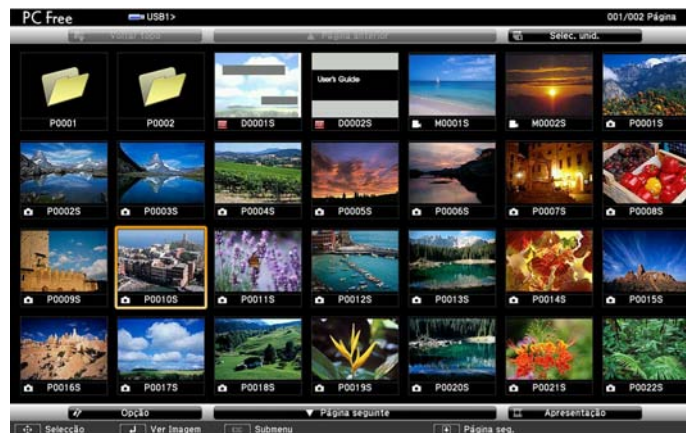 PC Free USB1> 001/002 Página
Voltar topo Página anterior Selec. unid.
User's Guide
P0001 P0002 D0001S D0002S M0001S M0002S P0001S
P0002S P0003S P0004S P0005S P0006S P0007S P0008S
P0009S P0010S P0011S P0012S P0013S P0014S P0015S
P0016S P0017S P0018S P0019S P0020S P0021S P0022S
Opção Página seguinte Apresentação
Selecção Ver Imagem Esc Submenu Página seg.